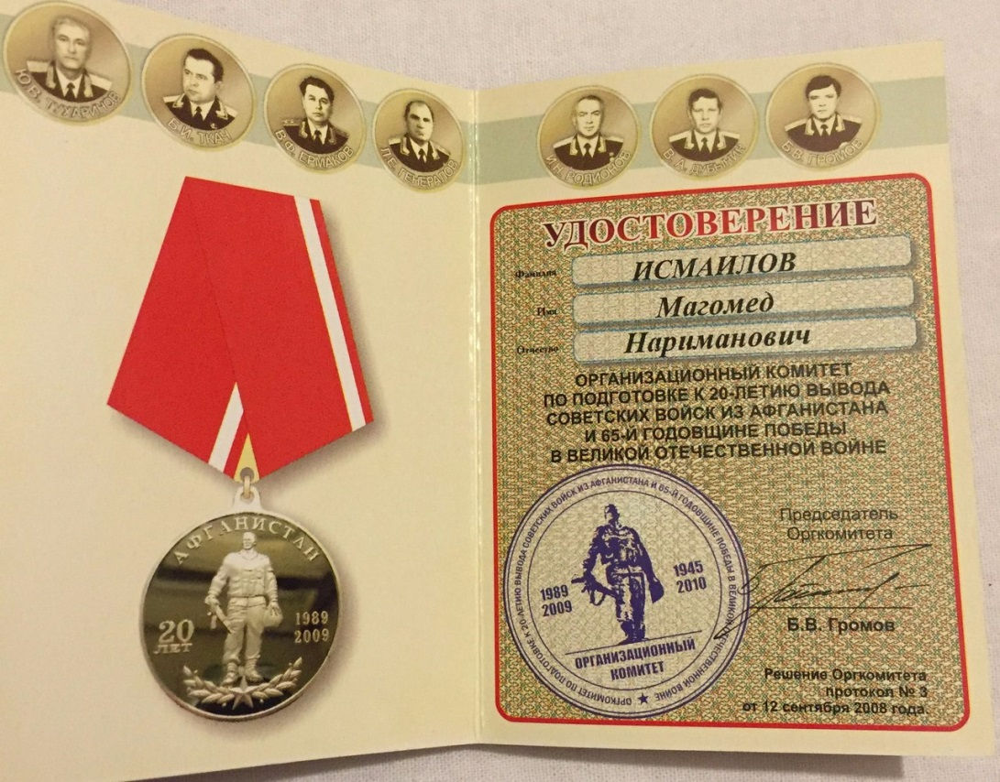 Ю.В. ТУХАРИНОВ
Б.И. ТКАЧ
В.Ф. ЕРМАКОВ
Л.Е. ГЕНЕРАЛОВ
И.Н. РОДИОНОВ
В.А. ДУБЫНИН
Б.В. ГРОМОВ
АФГАНИСТАН
20
ЛЕТ
1989
2009
УДОСТОВЕРЕНИЕ
Фамилия ИСМАИЛОВ
Имя Магомед
Отчество Нариманович
ОРГАНИЗАЦИОННЫЙ КОМИТЕТ
ПО ПОДГОТОВКЕ К 20-ЛЕТИЮ ВЫВОДА
СОВЕТСКИХ ВОЙСК ИЗ АФГАНИСТАНА
И 65-Й ГОДОВЩИНЕ ПОБЕДЫ
В ВЕЛИКОЙ ОТЕЧЕСТВЕННОЙ ВОЙНЕ
ОРГКОМИТЕТ ПО ПОДГОТОВКЕ К 20-ЛЕТИЮ ВЫВОДА СОВЕТСКИХ ВОЙСК ИЗ АФГАНИСТАНА И 65-Й ГОДОВЩИНЕ ПОБЕДЫ В ВЕЛИКОЙ ОТЕЧЕСТВЕННОЙ ВОЙНЕ
1989
2009
1945
2010
ОРГАНИЗАЦИОННЫЙ
КОМИТЕТ
Председатель
Оргкомитета
Б.В. Громов
Решение Оргкомитета
протокол № 3
от 12 сентября 2008 года.